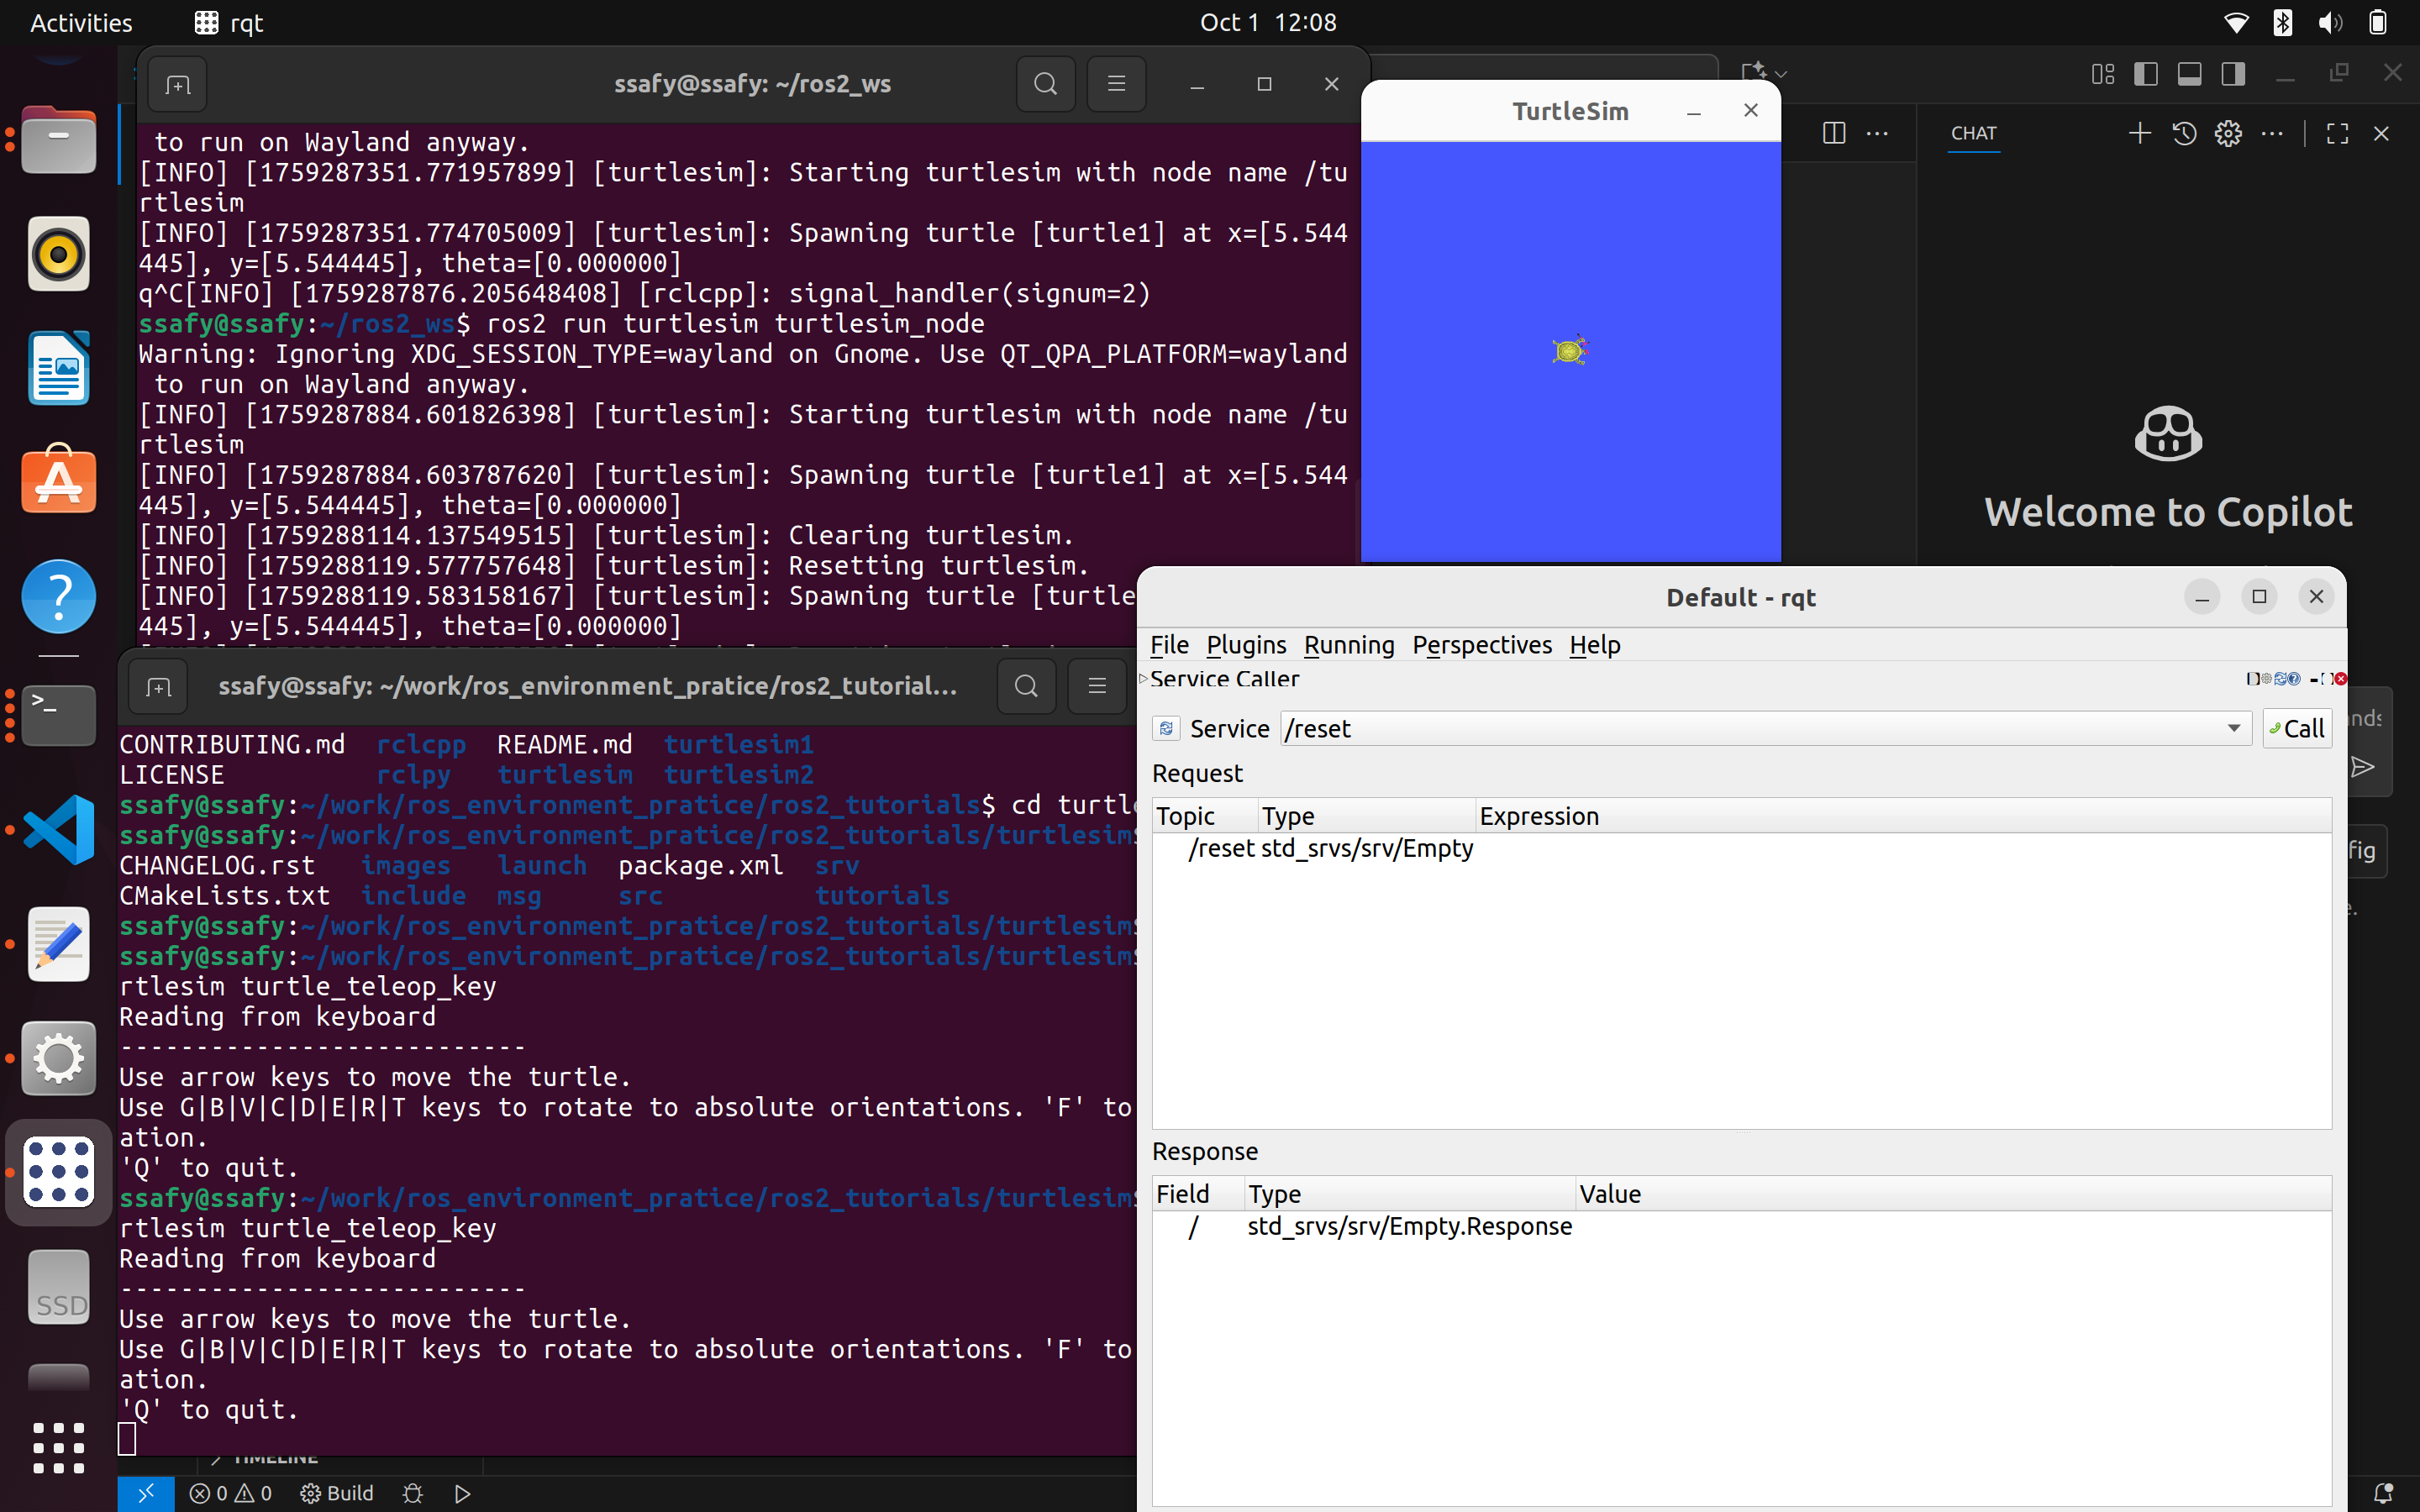 Activities
rqt
Oct 1 12:08
ssafy@ssafy: ~/ros2_ws
to run on Wayland anyway.
[INFO] [1759287351.771957899] [turtlesim]: Starting turtlesim with node name /tu
rtlesim
[INFO] [1759287351.774705009] [turtlesim]: Spawning turtle [turtle1] at x=[5.544
445], y=[5.544445], theta=[0.000000]
q^C[INFO] [1759287876.205648408] [rclcpp]: signal_handler(signum=2)
ssafy@ssafy:~/ros2_ws$ ros2 run turtlesim turtlesim_node
Warning: Ignoring XDG_SESSION_TYPE=wayland on Gnome. Use QT_QPA_PLATFORM=wayland
to run on Wayland anyway.
[INFO] [1759287884.601826398] [turtlesim]: Starting turtlesim with node name /tu
rtlesim
[INFO] [1759287884.603787620] [turtlesim]: Spawning turtle [turtle1] at x=[5.544
445], y=[5.544445], theta=[0.000000]
[INFO] [1759288114.137549515] [turtlesim]: Clearing turtlesim.
[INFO] [1759288119.577757648] [turtlesim]: Resetting turtlesim.
[INFO] [1759288119.583158167] [turtlesim]: Spawning turtle [turtle
445], y=[5.544445], theta=[0.000000]
TurtleSim
CHAT
Welcome to Copilot
ssafy@ssafy: ~/work/ros_environment_pratice/ros2_tutorial...
CONTRIBUTING.md rclcpp README.md turtlesim1
LICENSE rclpy turtlesim turtlesim2
ssafy@ssafy:~/work/ros_environment_pratice/ros2_tutorials$ cd turtle
ssafy@ssafy:~/work/ros_environment_pratice/ros2_tutorials/turtlesim$
CHANGELOG.rst images launch package.xml srv
CMakeLists.txt include msg src tutorials
ssafy@ssafy:~/work/ros_environment_pratice/ros2_tutorials/turtlesim$
ssafy@ssafy:~/work/ros_environment_pratice/ros2_tutorials/turtlesim$
rtlesim turtle_teleop_key
Reading from keyboard
---------------------------
Use arrow keys to move the turtle.
Use G|B|V|C|D|E|R|T keys to rotate to absolute orientations. 'F' to
ation.
'Q' to quit.
ssafy@ssafy:~/work/ros_environment_pratice/ros2_tutorials/turtlesim$
rtlesim turtle_teleop_key
Reading from keyboard
---------------------------
Use arrow keys to move the turtle.
Use G|B|V|C|D|E|R|T keys to rotate to absolute orientations. 'F' to
ation.
'Q' to quit.
Default - rqt
File Plugins Running Perspectives Help
Service Caller
Service /reset Call
Request
Topic Type Expression
/reset std_srvs/srv/Empty
Response
Field Type Value
/ std_srvs/srv/Empty.Response
SSD
TIMELINE
0 0 Build